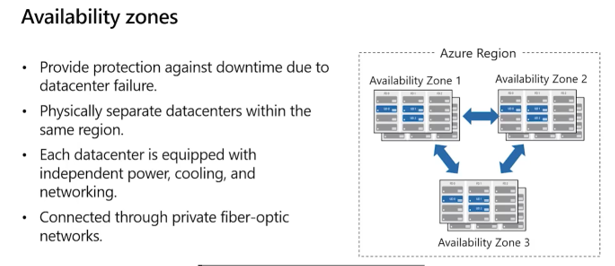 Availability zones
• Provide protection against downtime due to
datacenter failure.
• Physically separate datacenters within the
same region.
• Each datacenter is equipped with
independent power, cooling, and
networking.
• Connected through private fiber-optic
networks.
Azure Region
Availability Zone 1
Availability Zone 2
Availability Zone 3